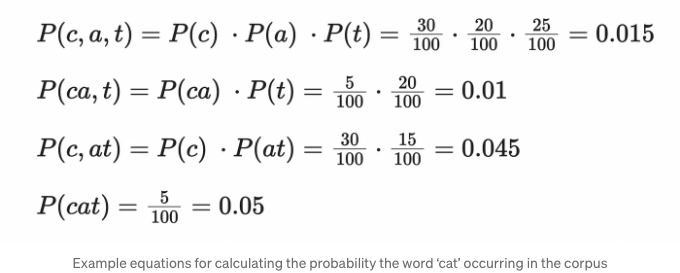 P(c, a, t) = P(c) · P(a) · P(t) = 30/100 · 20/100 · 25/100 = 0.015
P(ca, t) = P(ca) · P(t) = 5/100 · 20/100 = 0.01
P(c, at) = P(c) · P(at) = 30/100 · 15/100 = 0.045
P(cat) = 5/100 = 0.05
Example equations for calculating the probability the word ‘cat’ occurring in the corpus